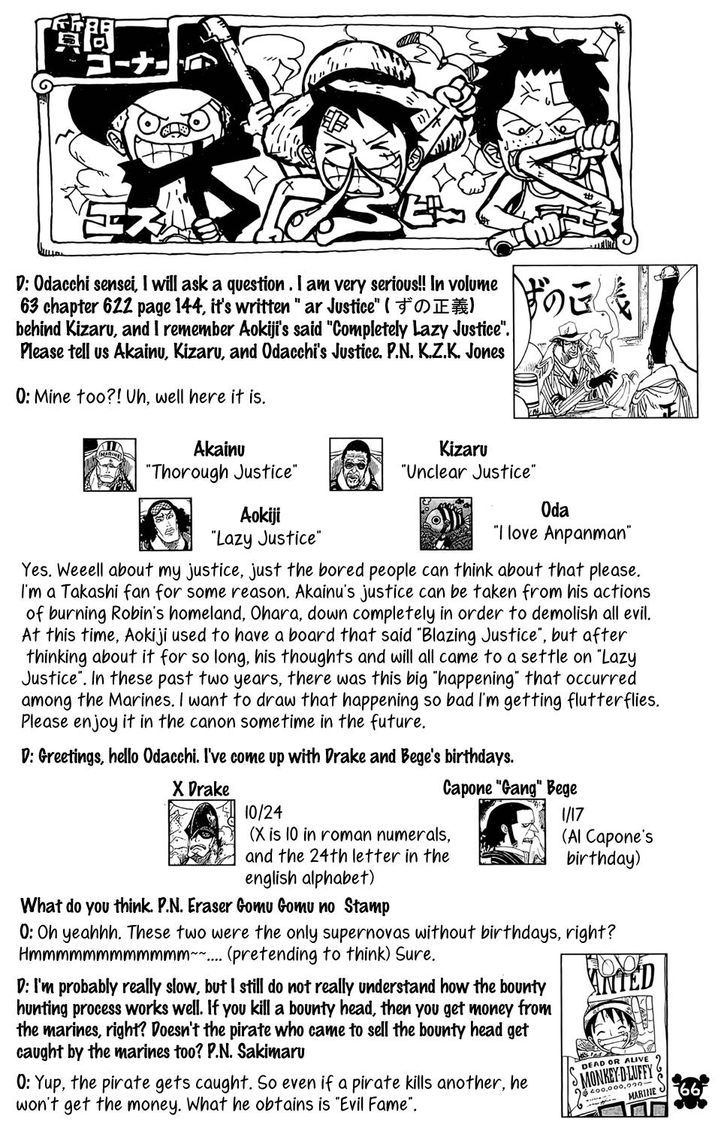 質問
コーナー
エス ビー エス
D: Odacchi sensei, I will ask a question . I am very serious!! In volume
63 chapter 622 page 144, it's written " ar Justice" ( ずの正義)
behind Kizaru, and I remember Aokiji's said "Completely Lazy Justice".
Please tell us Akainu, Kizaru, and Odacchi's Justice. P.N. K.Z.K. Jones
ずの正義
O: Mine too?! Uh, well here it is.
MARINE
Akainu
"Thorough Justice"
Kizaru
"Unclear Justice"
Aokiji
"Lazy Justice"
Oda
"I love Anpanman"
Yes. Weeell about my justice, just the bored people can think about that please.
I'm a Takashi fan for some reason. Akainu's justice can be taken from his actions
of burning Robin's homeland, Ohara, down completely in order to demolish all evil.
At this time, Aokiji used to have a board that said "Blazing Justice", but after
thinking about it for so long, his thoughts and will all came to a settle on "Lazy
Justice". In these past two years, there was this big "happening" that occurred
among the Marines. I want to draw that happening so bad I'm getting flutterflies.
Please enjoy it in the canon sometime in the future.
D: Greetings, hello Odacchi. I've come up with Drake and Bege's birthdays.
X Drake
10/24
(X is 10 in roman numerals,
and the 24th letter in the
english alphabet)
Capone "Gang" Bege
1/17
(Al Capone's
birthday)
What do you think. P.N. Eraser Gomu Gomu no Stamp
O: Oh yeahhh. These two were the only supernovas without birthdays, right?
Hmmmmmmmmmmmm~~.... (pretending to think) Sure.
D: I'm probably really slow, but I still do not really understand how the bounty
hunting process works well. If you kill a bounty head, then you get money from
the marines, right? Doesn't the pirate who came to sell the bounty head get
caught by the marines too? P.N. Sakimaru
WANTED
DEAD OR ALIVE
MONKEY·D·LUFFY
400,000,000-
MARINE
O: Yup, the pirate gets caught. So even if a pirate kills another, he
won't get the money. What he obtains is "Evil Fame".
66